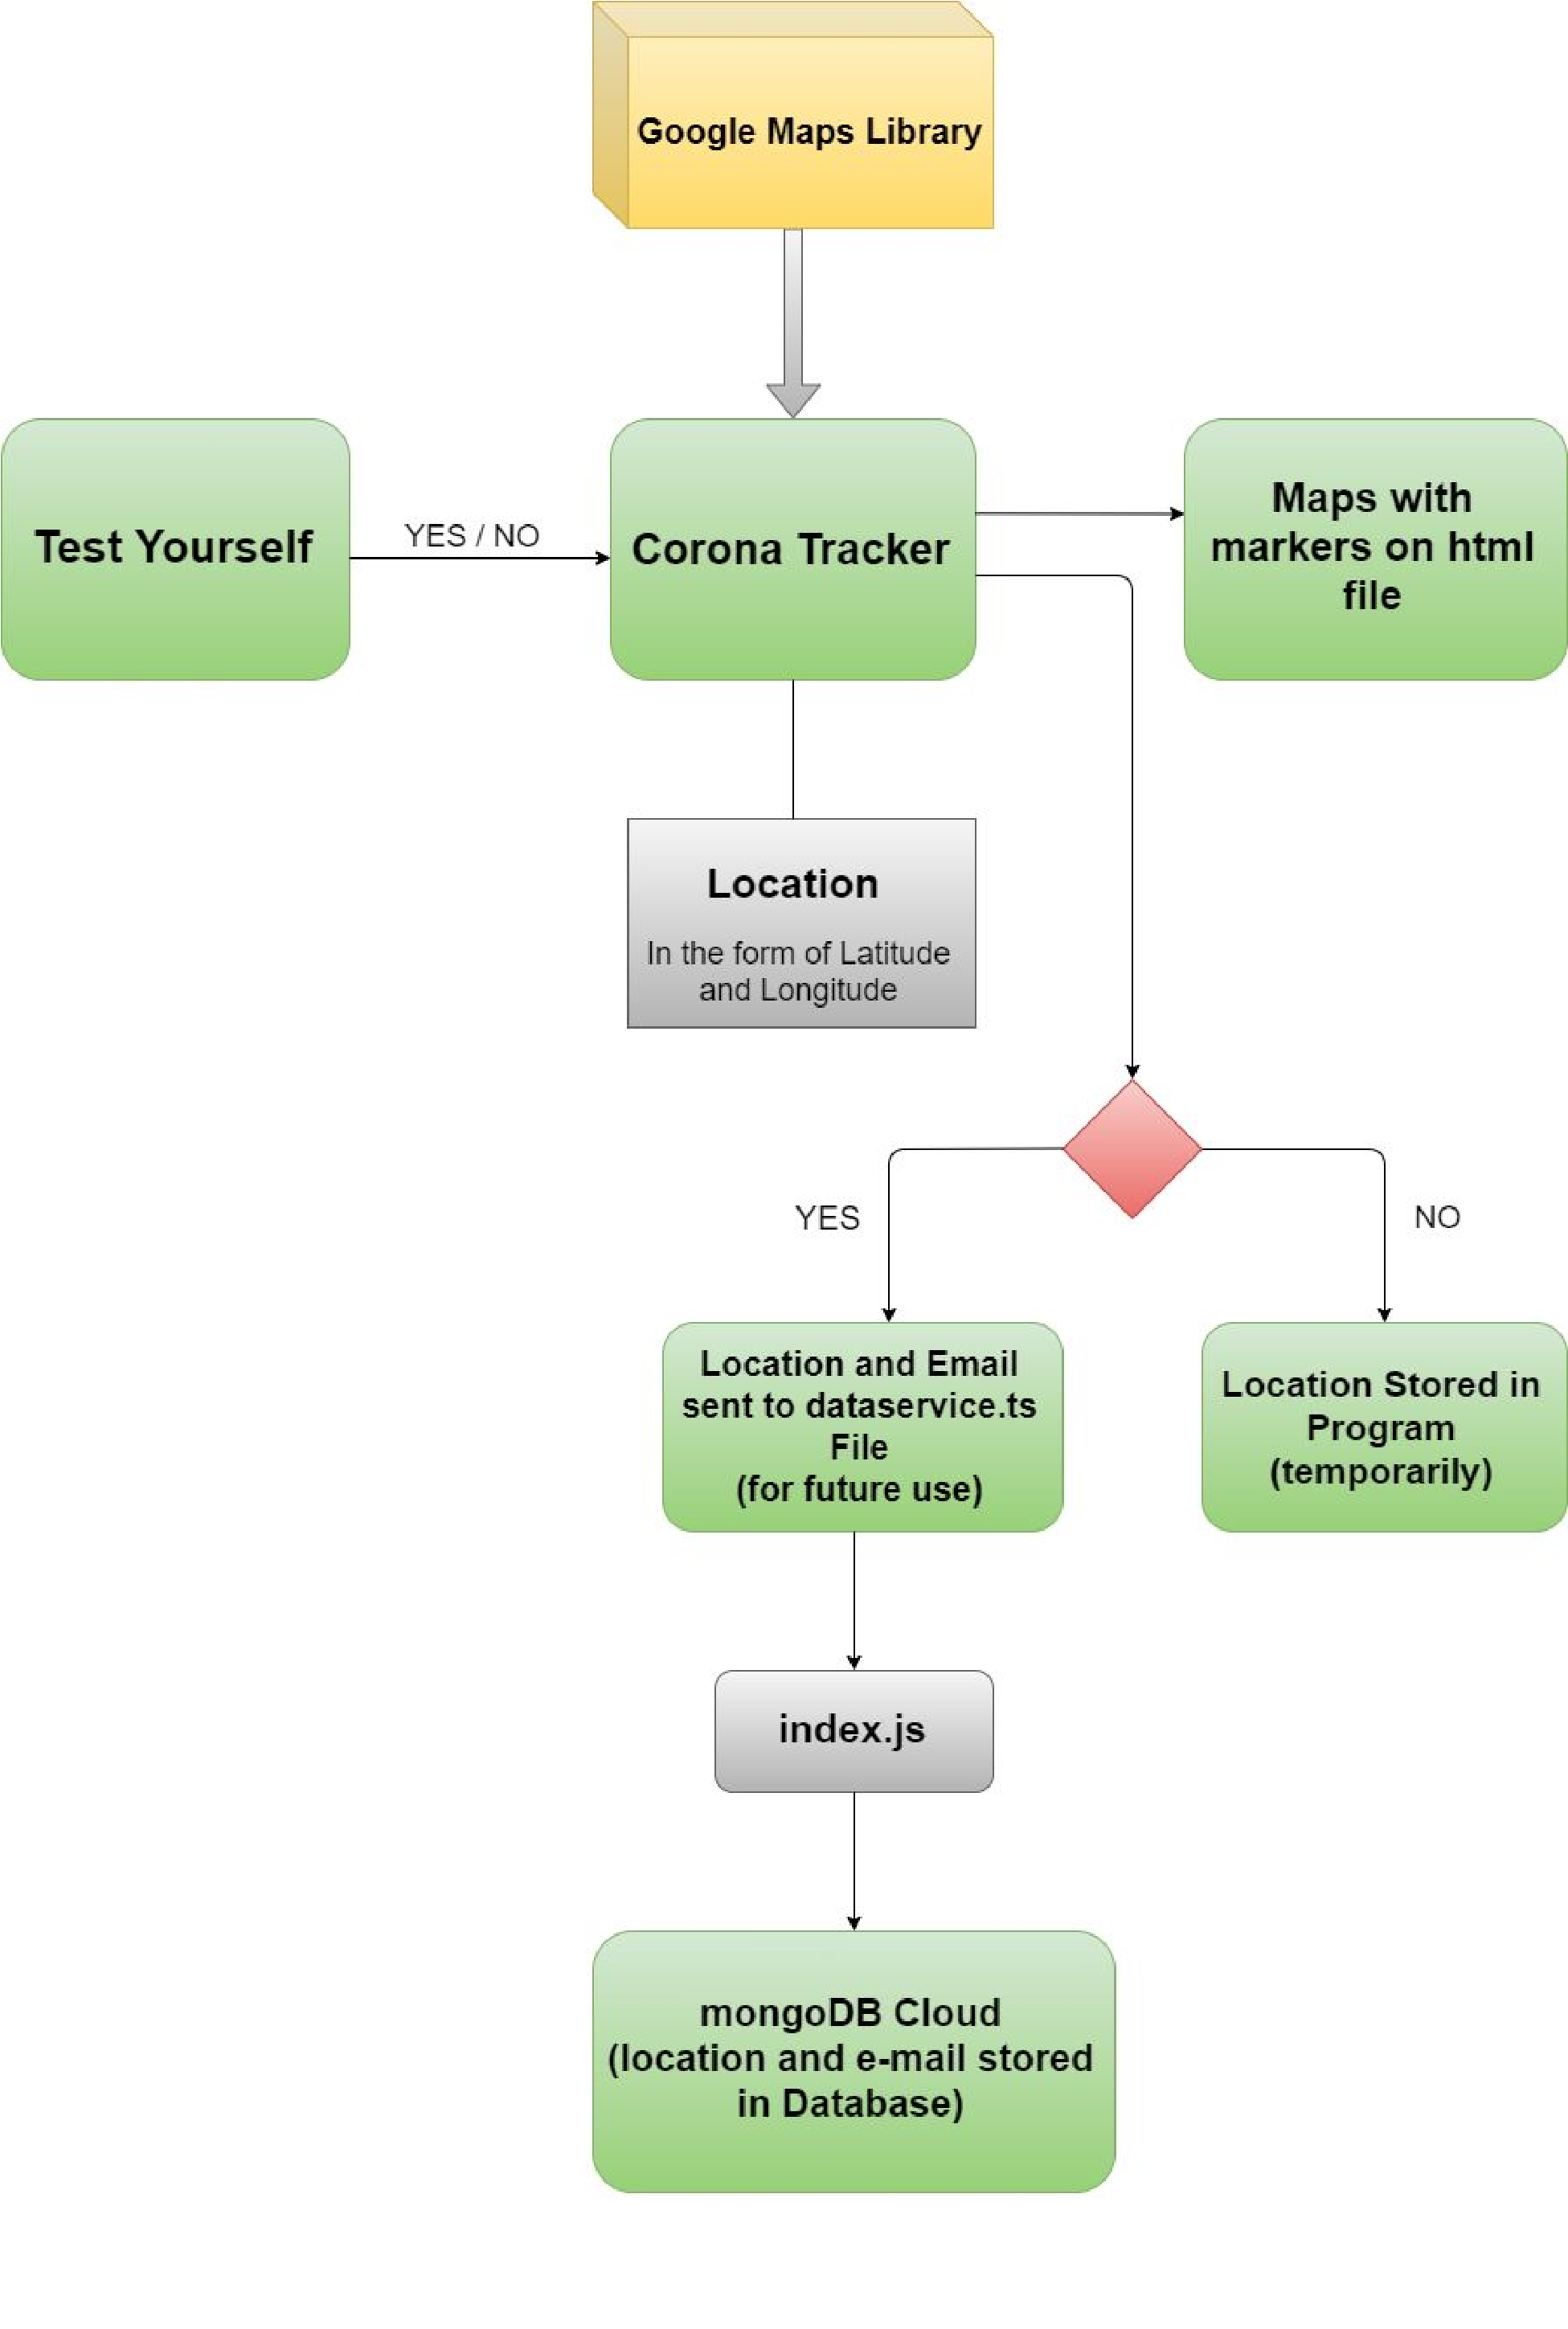 Google Maps Library
Test Yourself
YES / NO
Corona Tracker
Maps with
markers on html
file
Location
In the form of Latitude
and Longitude
YES
NO
Location and Email
sent to dataservice.ts
File
(for future use)
Location Stored in
Program
(temporarily)
index.js
mongoDB Cloud
(location and e-mail stored
in Database)